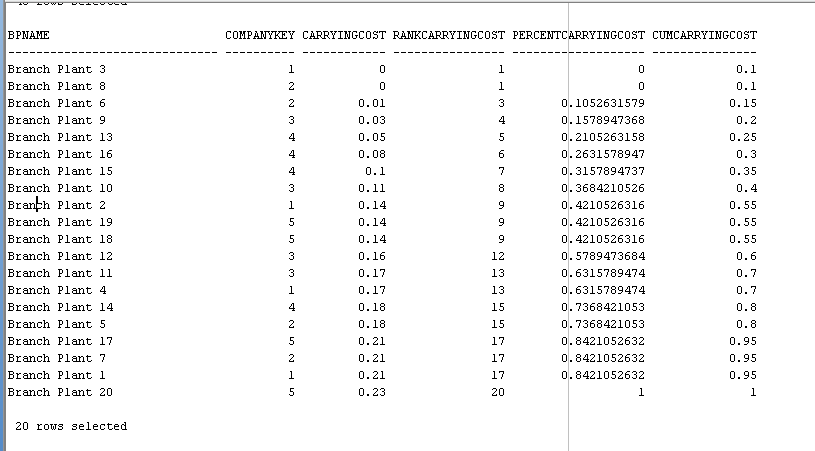 rows selected
BPNAME COMPANYKEY CARRYINGCOST RANKCARRYINGCOST PERCENTCARRYINGCOST CUMCARRYINGCOST
------------------------------ ---------- ------------ ---------------- ------------------- ---------------
Branch Plant 3 1 0 1 0 0.1
Branch Plant 8 2 0 1 0 0.1
Branch Plant 6 2 0.01 3 0.1052631579 0.15
Branch Plant 9 3 0.03 4 0.1578947368 0.2
Branch Plant 13 4 0.05 5 0.2105263158 0.25
Branch Plant 16 4 0.08 6 0.2631578947 0.3
Branch Plant 15 4 0.1 7 0.3157894737 0.35
Branch Plant 10 3 0.11 8 0.3684210526 0.4
Branch Plant 2 1 0.14 9 0.4210526316 0.55
Branch Plant 19 5 0.14 9 0.4210526316 0.55
Branch Plant 18 5 0.14 9 0.4210526316 0.55
Branch Plant 12 3 0.16 12 0.5789473684 0.6
Branch Plant 11 3 0.17 13 0.6315789474 0.7
Branch Plant 4 1 0.17 13 0.6315789474 0.7
Branch Plant 14 4 0.18 15 0.7368421053 0.8
Branch Plant 5 2 0.18 15 0.7368421053 0.8
Branch Plant 17 5 0.21 17 0.8421052632 0.95
Branch Plant 7 2 0.21 17 0.8421052632 0.95
Branch Plant 1 1 0.21 17 0.8421052632 0.95
Branch Plant 20 5 0.23 20 1 1
20 rows selected